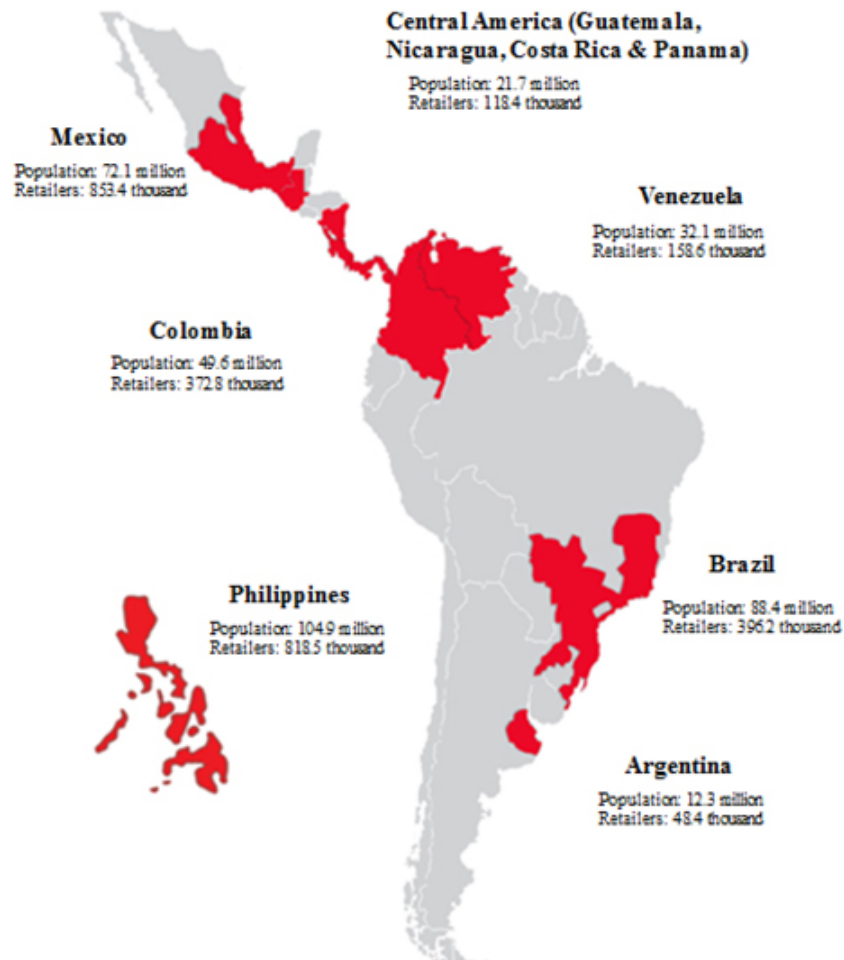 Central America (Guatemala,
Nicaragua, Costa Rica & Panama)
Population: 21.7 million
Retailers: 118.4 thousand
Mexico
Population: 72.1 million
Retailers: 853.4 thousand
Venezuela
Population: 32.1 million
Retailers: 158.6 thousand
Colombia
Population: 49.6 million
Retailers: 372.8 thousand
Brazil
Population: 88.4 million
Retailers: 396.2 thousand
Philippines
Population: 104.9 million
Retailers: 818.5 thousand
Argentina
Population: 12.3 million
Retailers: 48.4 thousand